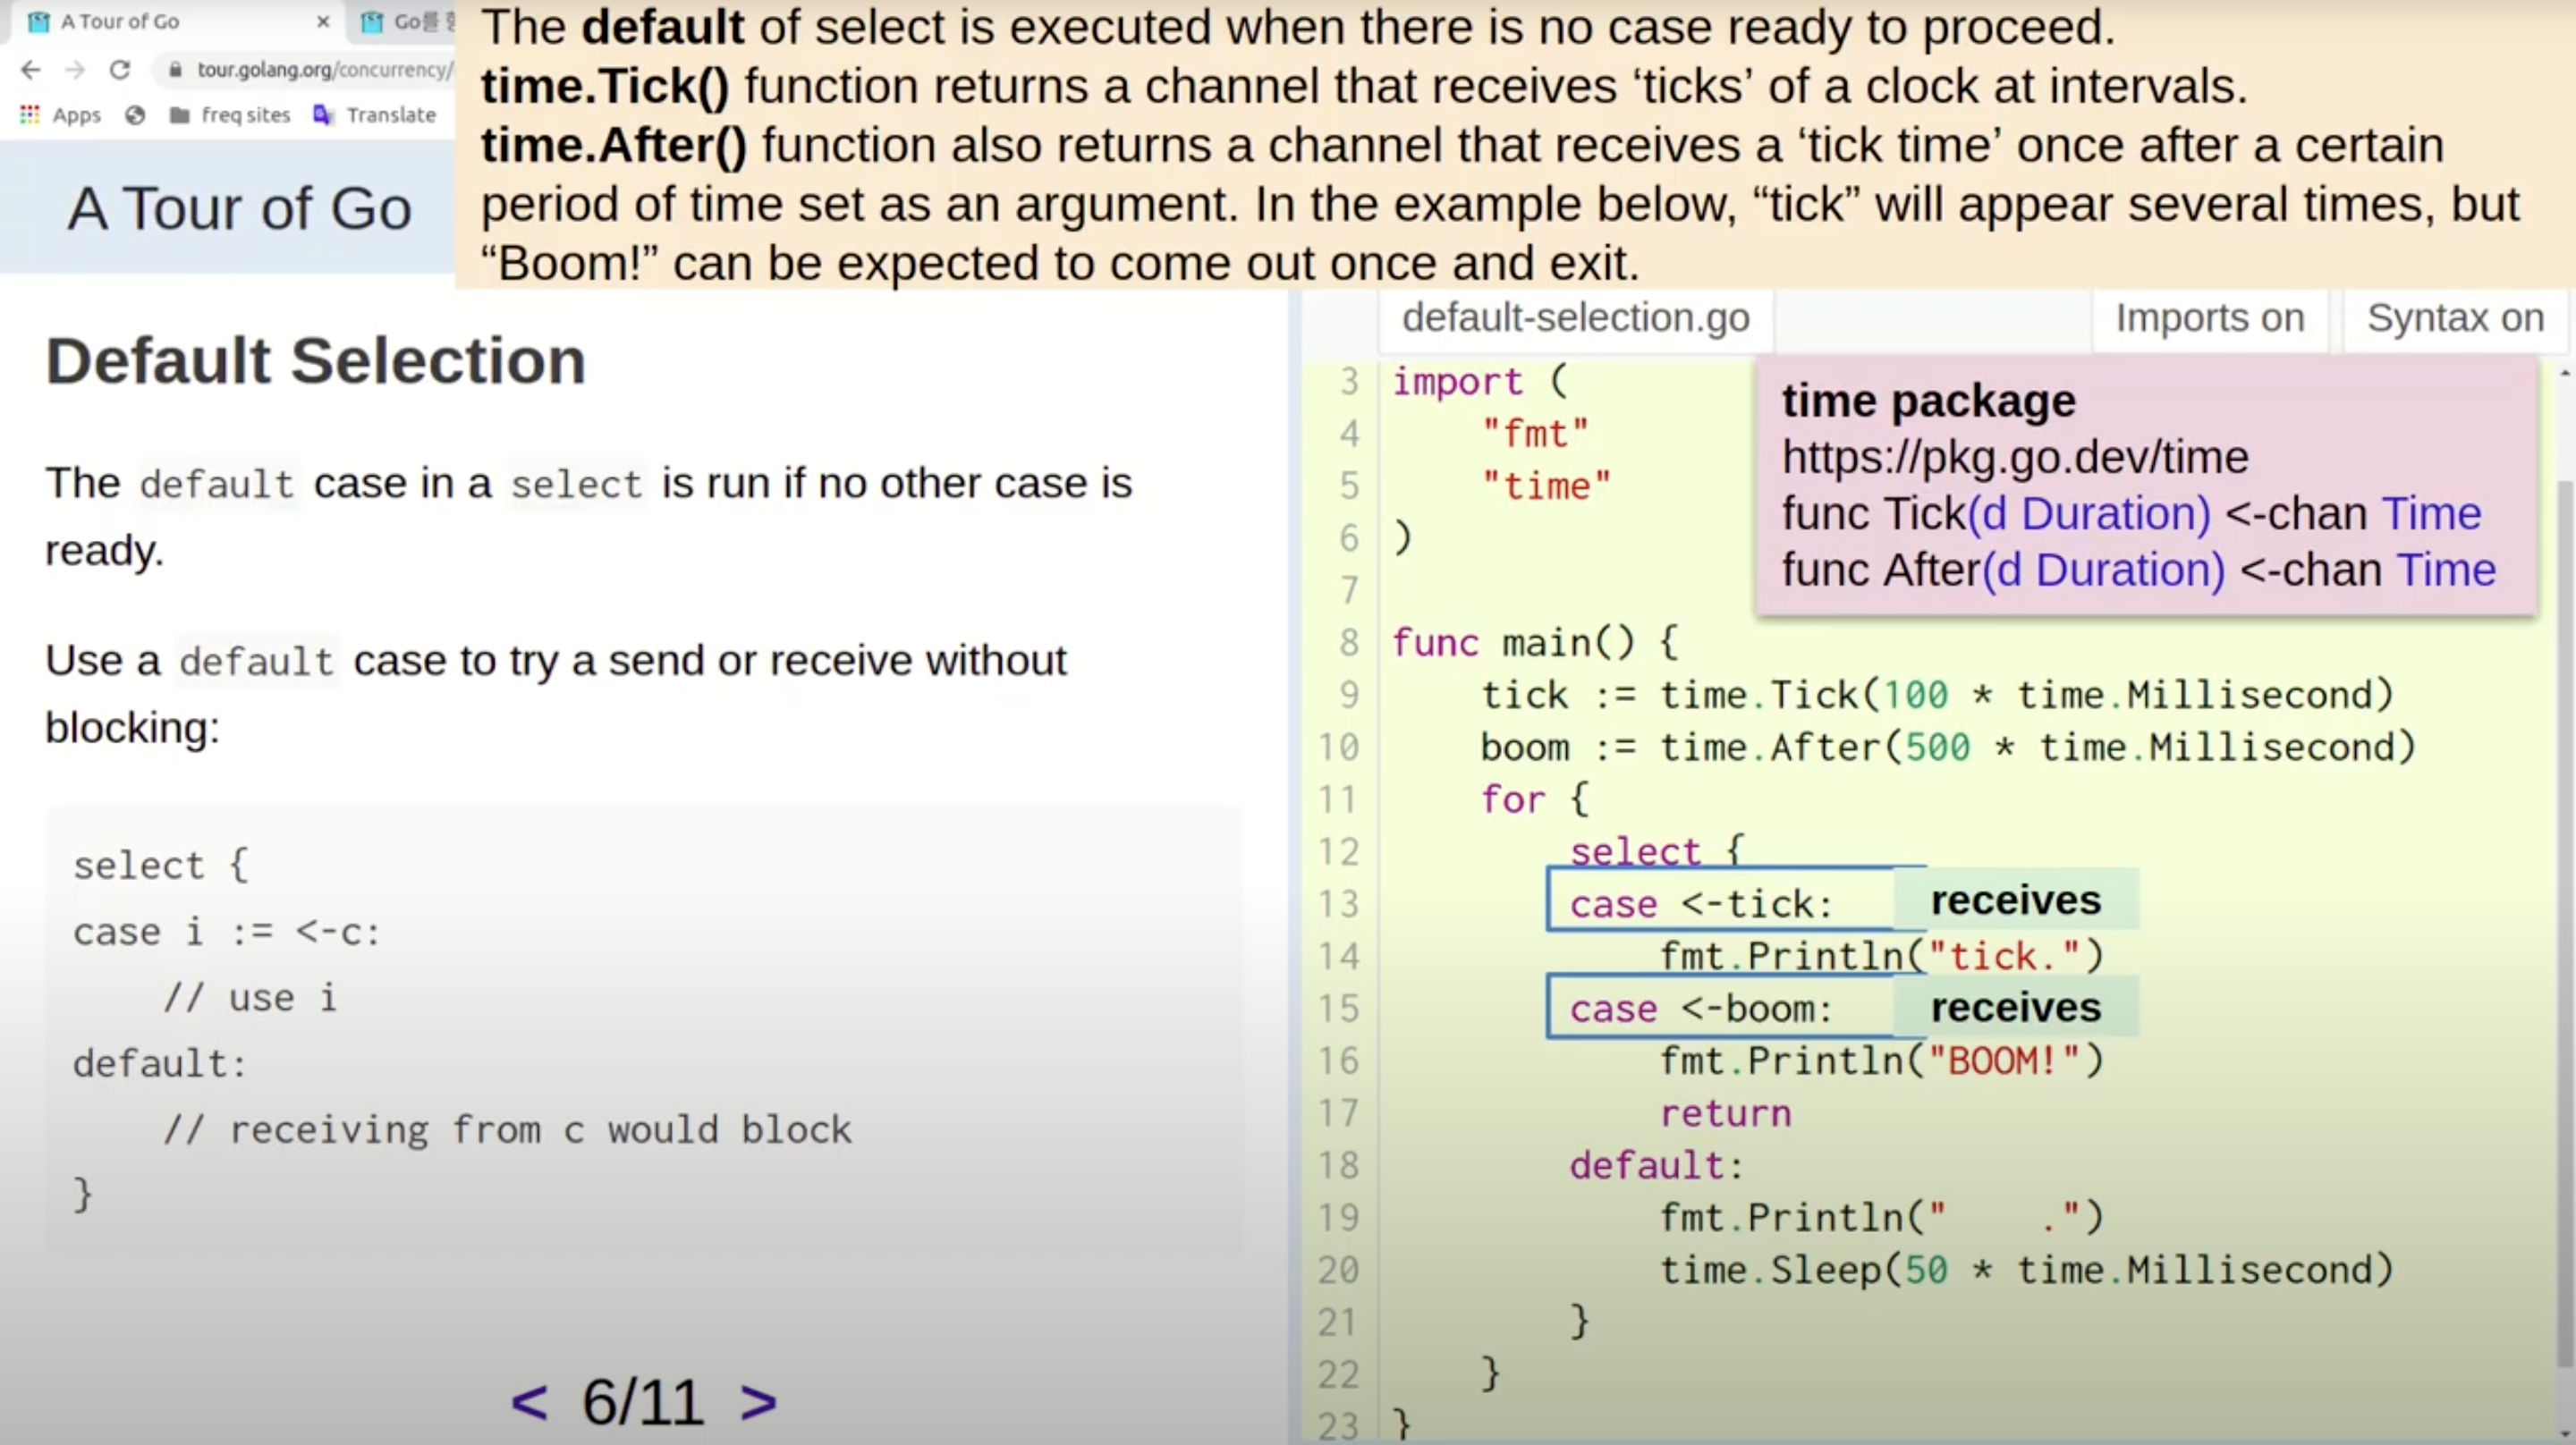 A Tour of Go
Go를
tour.golang.org/concurrency/
Apps
freq sites
Translate
The default of select is executed when there is no case ready to proceed.
time.Tick() function returns a channel that receives ‘ticks’ of a clock at intervals.
time.After() function also returns a channel that receives a ‘tick time’ once after a certain
period of time set as an argument. In the example below, “tick” will appear several times, but
“Boom!” can be expected to come out once and exit.
A Tour of Go
Default Selection
The default case in a select is run if no other case is
ready.
Use a default case to try a send or receive without
blocking:
select {
case i := <-c:
    // use i
default:
    // receiving from c would block
}
< 6/11 >
default-selection.go
Imports on
Syntax on
time package
https://pkg.go.dev/time
func Tick(d Duration) <-chan Time
func After(d Duration) <-chan Time
3 import (
4     "fmt"
5     "time"
6 )
7
8 func main() {
9     tick := time.Tick(100 * time.Millisecond)
10     boom := time.After(500 * time.Millisecond)
11     for {
12         select {
13         case <-tick: receives
14             fmt.Println("tick.")
15         case <-boom: receives
16             fmt.Println("BOOM!")
17             return
18         default:
19             fmt.Println("    .")
20             time.Sleep(50 * time.Millisecond)
21         }
22     }
23 }